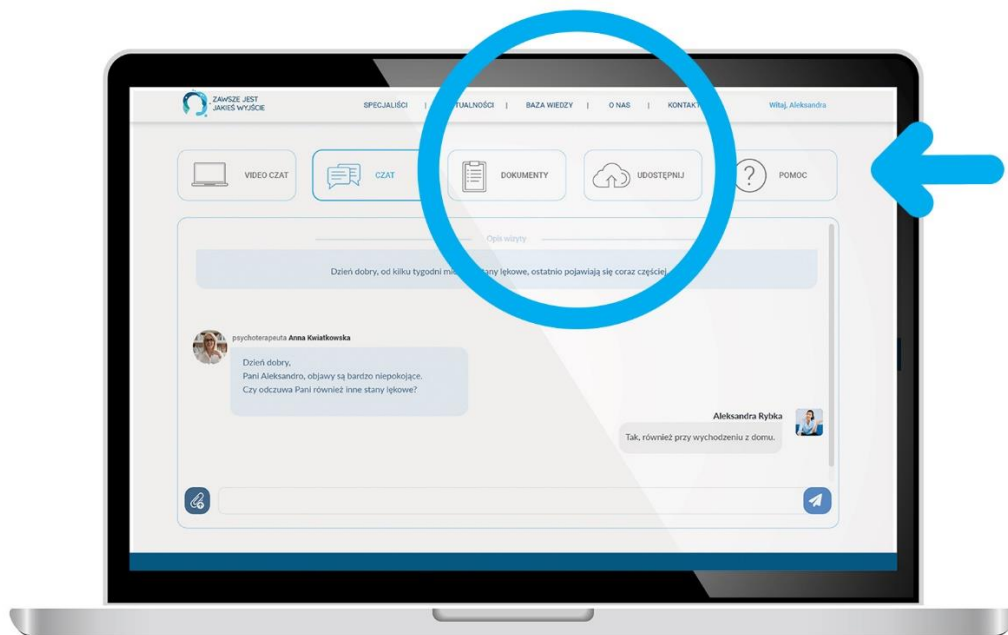 ZAWSZE JEST
JAKIEŚ WYJŚCIE
SPECJALIŚCI | TUALNOŚCI | BAZA WIEDZY | O NAS | KONTAKT
Witaj, Aleksandra
VIDEO CZAT
CZAT
DOKUMENTY
UDOSTĘPNIJ
POMOC
Opis wizyty
Dzień dobry, od kilku tygodni stany lękowe, ostatnio pojawiają się coraz częściej
psychoterapeuta Anna Kwiatkowska
Dzień dobry,
Pani Aleksandro, objawy są bardzo niepokojące.
Czy odczuwa Pani również inne stany lękowe?
Aleksandra Rybka
Tak, również przy wychodzeniu z domu.